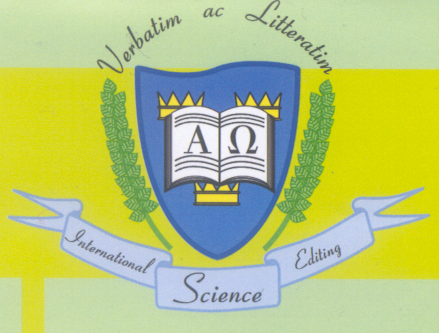 Verbatim ac Litteratim
Α Ω
International Science Editing